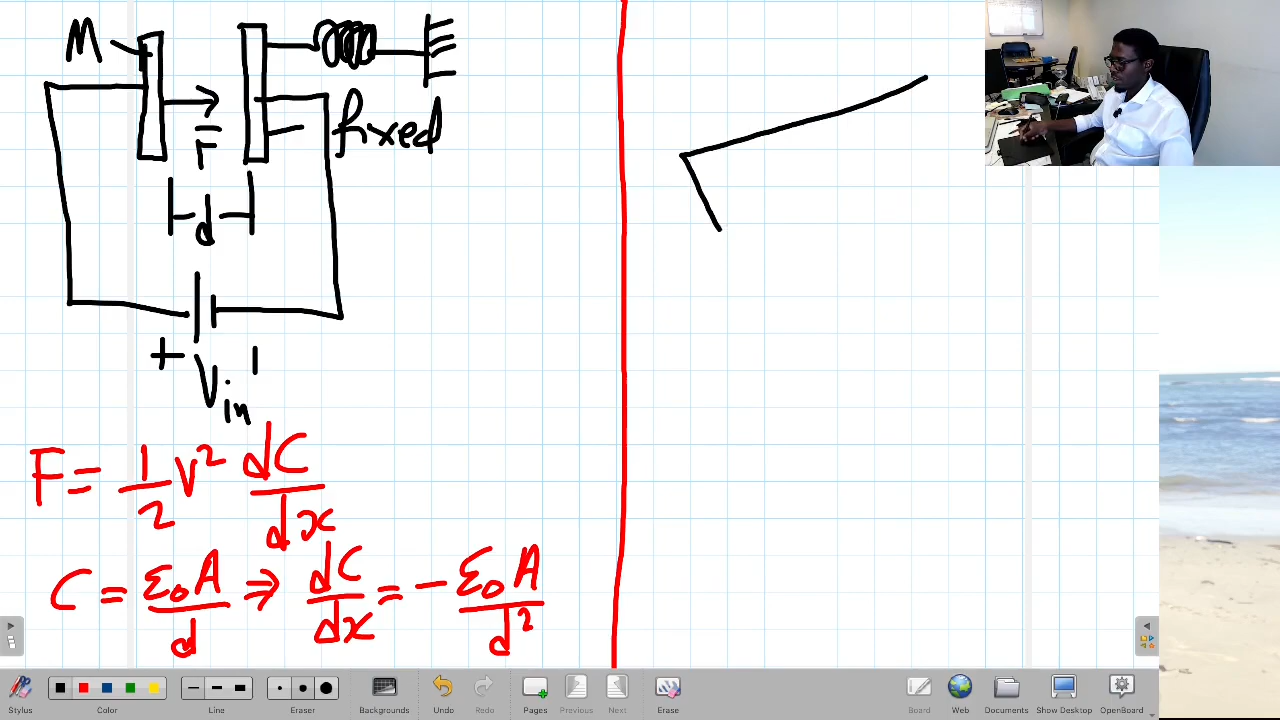 M
F
fixed
d
+
Vin
F = 1/2 V² dC/dx
C = ε₀A/d ⇒ dC/dx = - ε₀A/d²
Stylus
Color
Line
Eraser
Backgrounds
Undo
Redo
Pages
Previous
Next
Erase
Board
Web
Documents
Show Desktop
OpenBoard